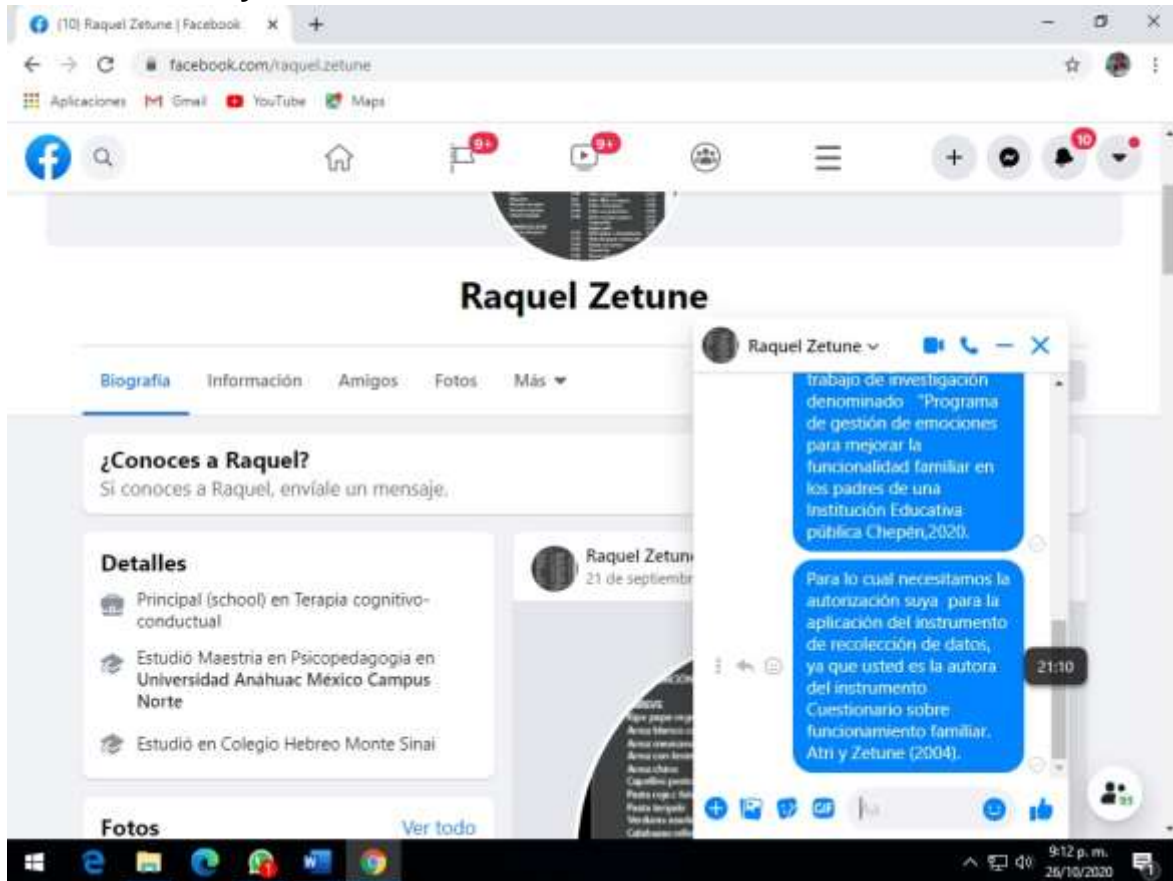 (10) Raquel Zetune | Facebook
facebook.com/raquel.zetune
Aplicaciones Gmail YouTube Maps
9+ 9+ 10
Raquel Zetune
Biografía Información Amigos Fotos Más
¿Conoces a Raquel?
Si conoces a Raquel, envíale un mensaje.
Detalles
Principal (school) en Terapia cognitivo-
conductual
Estudió Maestria en Psicopedagogia en
Universidad Anáhuac México Campus
Norte
Estudió en Colegio Hebreo Monte Sinai
Fotos Ver todo
Raquel Zetune
21 de septiembr
Raquel Zetune
trabajo de investigación
denominado "Programa
de gestión de emociones
para mejorar la
funcionalidad familiar en
los padres de una
Institución Educativa
pública Chepén,2020.
Para lo cual necesitamos la
autorización suya para la
aplicación del instrumento
de recolección de datos,
ya que usted es la autora
del instrumento
Cuestionario sobre
funcionamiento familiar.
Atri y Zetune (2004).
21:10
GIF Aa
9:12 p. m.
26/10/2020